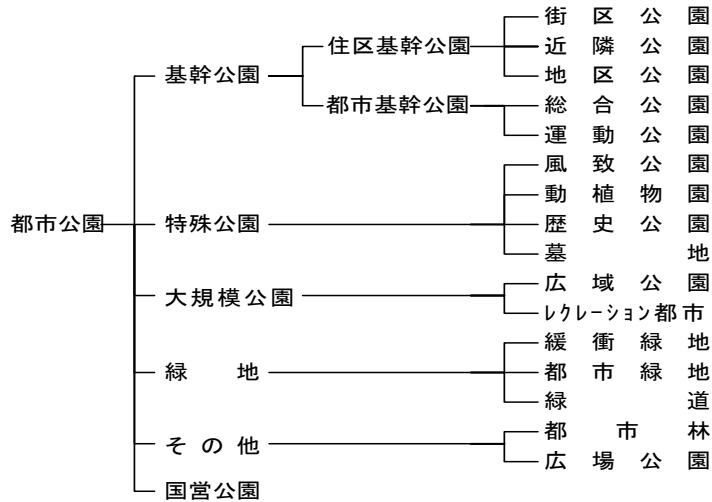 街区公園
住区基幹公園
近隣公園
基幹公園
地区公園
都市基幹公園
総合公園
運動公園
風致公園
動植物園
都市公園
特殊公園
歴史公園
墓地
広域公園
大規模公園
ﾚｸﾚｰｼｮﾝ都市
緩衝緑地
緑地
都市緑地
緑道
都市林
その他
広場公園
国営公園